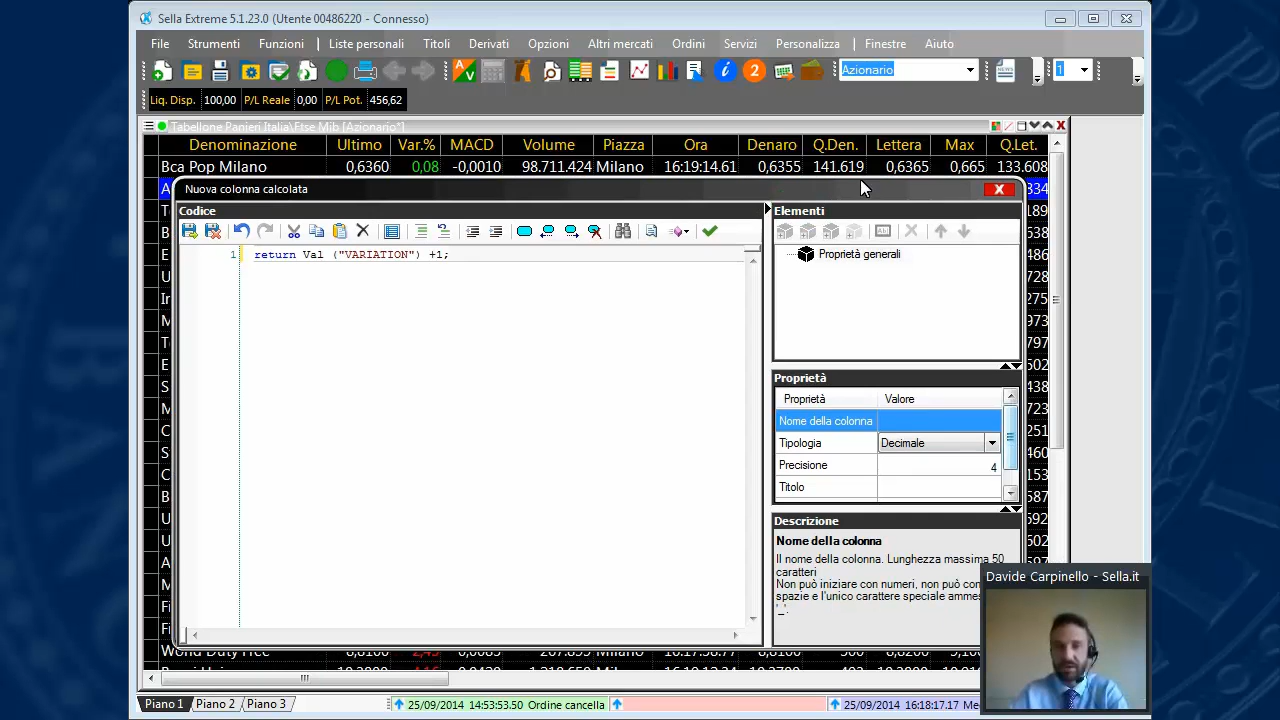 Sella Extreme 5.1.23.0 (Utente 00486220 - Connesso)
File Strumenti Funzioni Liste personali Titoli Derivati Opzioni Altri mercati Ordini Servizi Personalizza Finestre Aiuto
2 Azionario NEWS 1
Liq. Disp. 100,00 P/L Reale 0,00 P/L Pot. 456,62
Tabellone Panieri Italia\Ftse Mib [Azionario*]
Denominazione Ultimo Var.% MACD Volume Piazza Ora Denaro Q.Den. Lettera Max Q.Let.
Bca Pop Milano 0,6360 0,08 -0,0010 98.711.424 Milano 16:19:14.61 0,6355 141.619 0,6365 0,665 133.608
Nuova colonna calcolata
Codice
1 return Val ("VARIATION") +1;
Elementi
Proprietà generali
Proprietà
Proprietà Valore
Nome della colonna
Tipologia Decimale
Precisione 4
Titolo
Descrizione
Nome della colonna
Il nome della colonna. Lunghezza massima 50
caratteri
Non può iniziare con numeri, non può con
spazie e l'unico carattere speciale ammes
'_'.
Davide Carpinello - Sella.it
Piano 1 Piano 2 Piano 3
25/09/2014 14:53:53.50 Ordine cancella
25/09/2014 16:18:17.17 Me